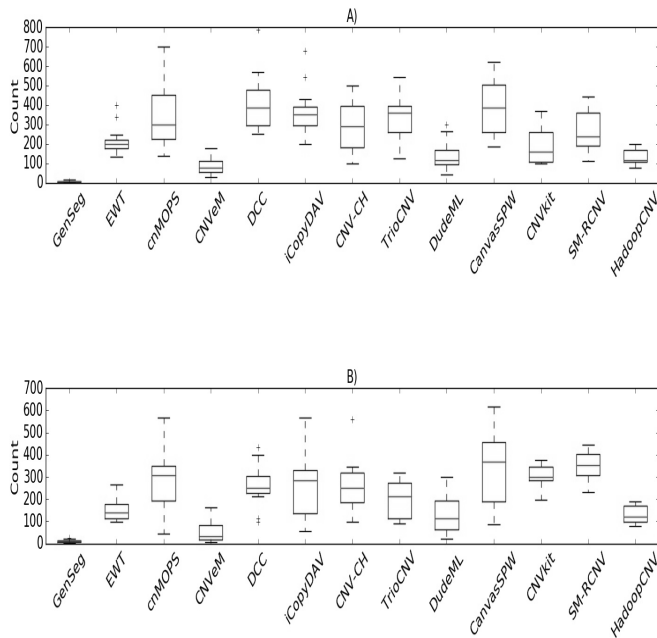 A)
800
700
600
500
400
300
200
100
0
Count
GenSeg
EWT
cnMOPS
CNVeM
DCC
iCopyDAV
CNV-CH
TrioCNV
DudeML
CanvasSPW
CNVkit
SM-RCNV
HadoopCNV
B)
700
600
500
400
300
200
100
0
Count
GenSeg
EWT
cnMOPS
CNVeM
DCC
iCopyDAV
CNV-CH
TrioCNV
DudeML
CanvasSPW
CNVkit
SM-RCNV
HadoopCNV